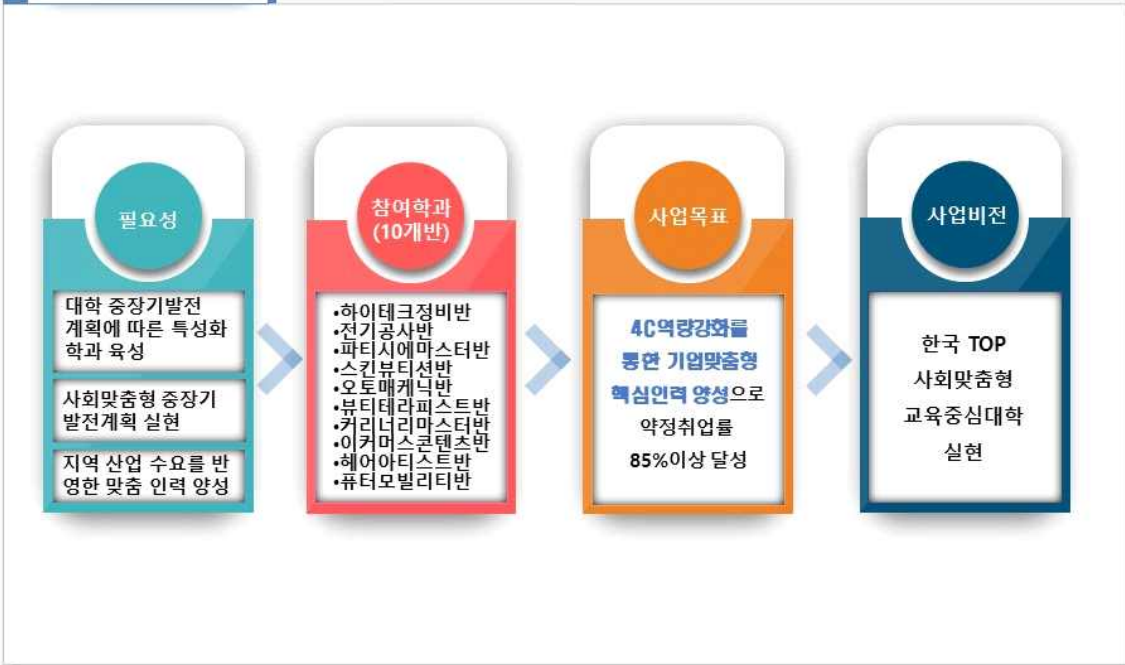 필요성
대학 중장기발전
계획에 따른 특성화
학과 육성
사회맞춤형 중장기
발전계획 실현
지역 산업 수요를 반
영한 맞춤 인력 양성
참여학과
(10개반)
•하이테크정비반
•전기공사반
•파티시에마스터반
•스킨뷰티션반
•오토매케닉반
•뷰티테라피스트반
•커리너리마스터반
•이커머스콘텐츠반
•헤어아티스트반
•퓨터모빌리티반
사업목표
4C역량강화를
통한 기업맞춤형
핵심인력 양성으로
약정취업률
85%이상 달성
사업비전
한국 TOP
사회맞춤형
교육중심대학
실현